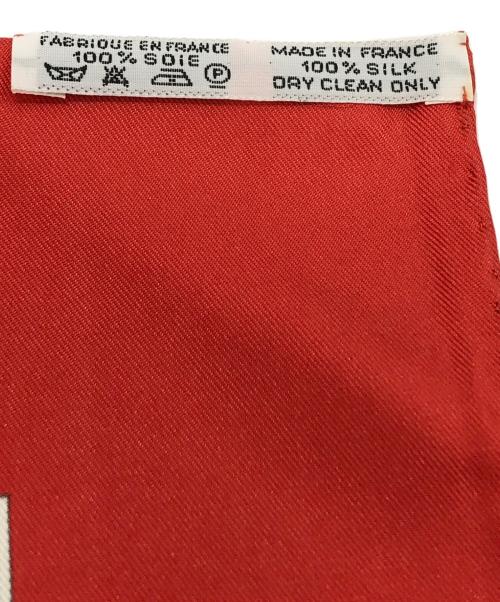 FABRIQUE EN FRANCE
100% SOIE
P
MADE IN FRANCE
100% SILK
DRY CLEAN ONLY